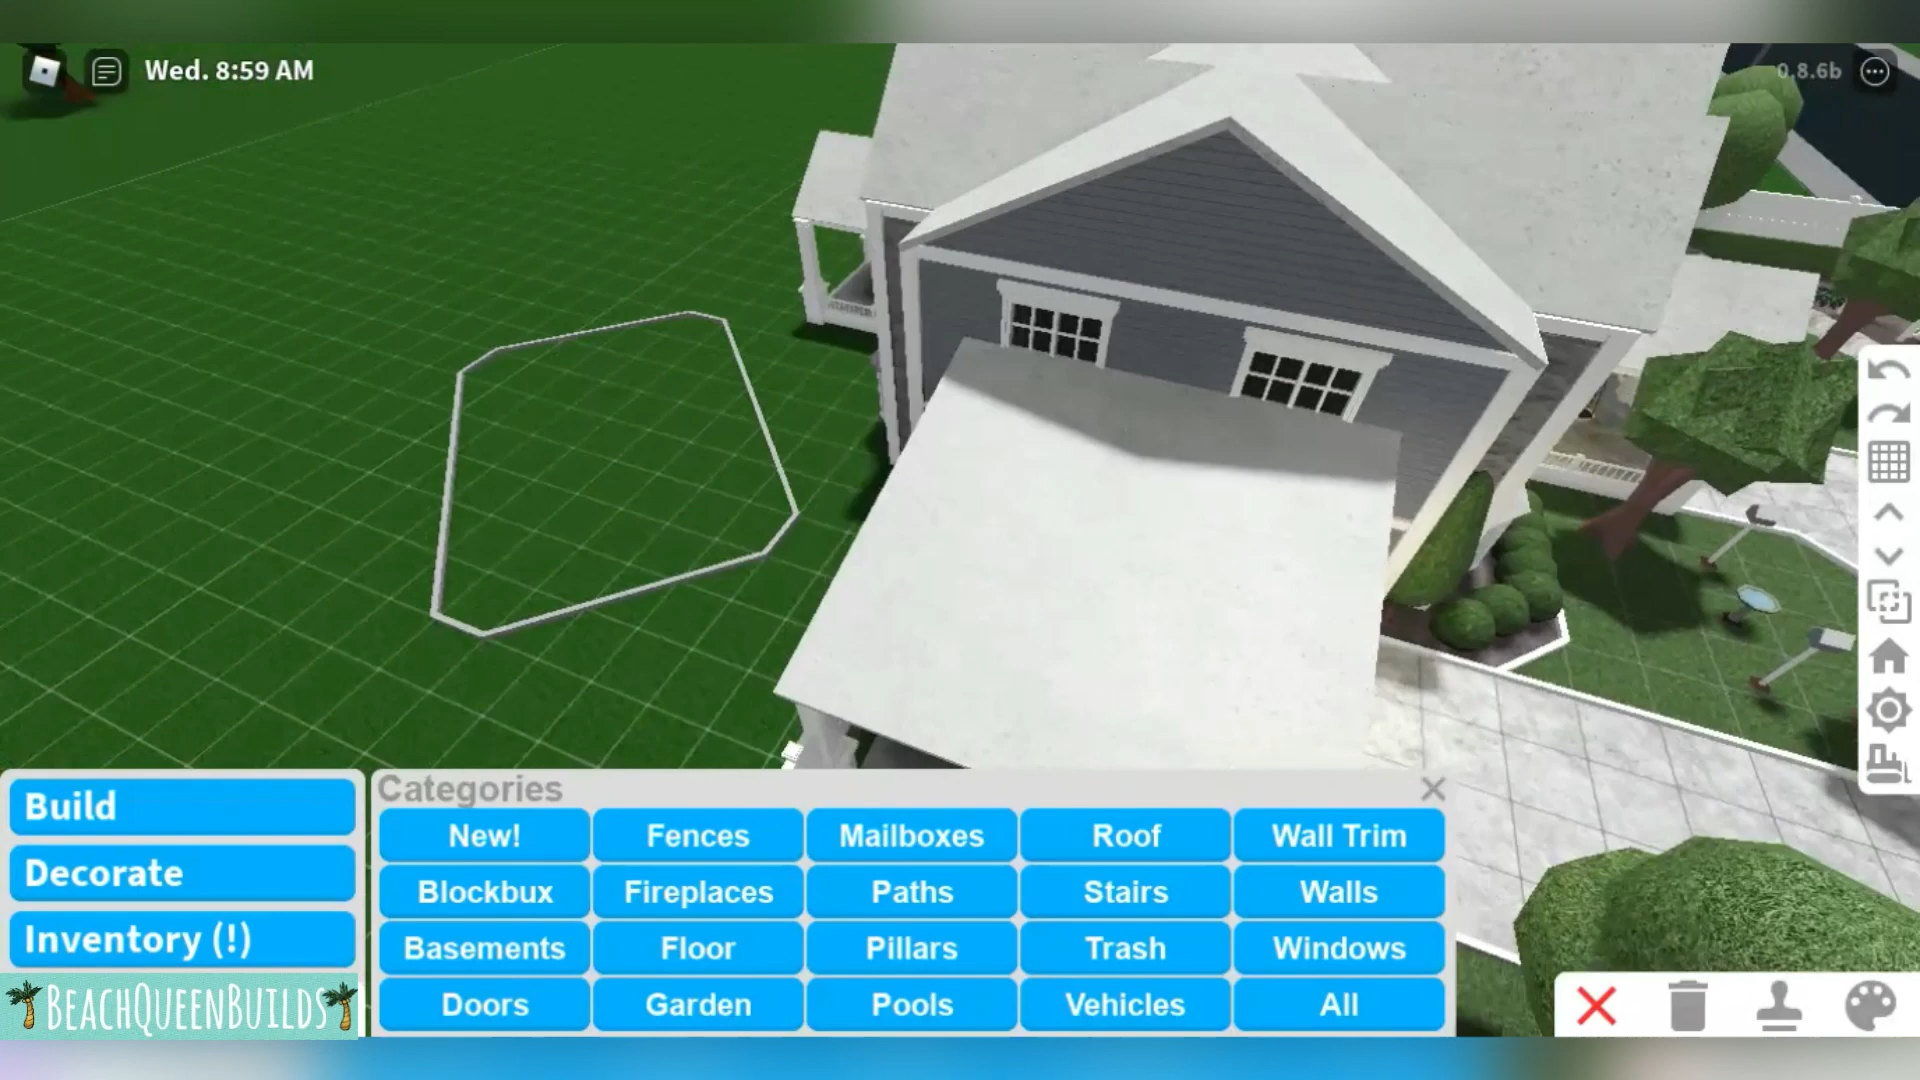 Wed. 8:59 AM
0.8.6b
Build
Decorate
Inventory (!)
BEACHQUEENBUILDS
Categories
New! Fences Mailboxes Roof Wall Trim
Blockbux Fireplaces Paths Stairs Walls
Basements Floor Pillars Trash Windows
Doors Garden Pools Vehicles All